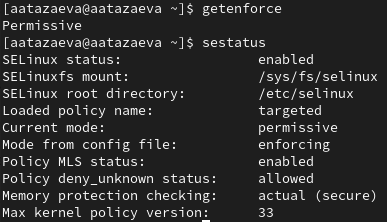 [aatazaeva@aatazaeva ~]$ getenforce
Permissive
[aatazaeva@aatazaeva ~]$ sestatus
SELinux status:                 enabled
SELinuxfs mount:                /sys/fs/selinux
SELinux root directory:         /etc/selinux
Loaded policy name:             targeted
Current mode:                   permissive
Mode from config file:          enforcing
Policy MLS status:              enabled
Policy deny_unknown status:     allowed
Memory protection checking:     actual (secure)
Max kernel policy version:      33